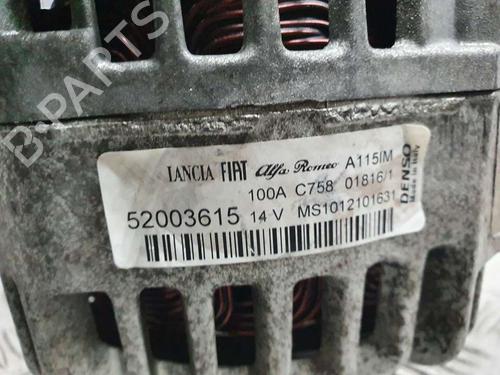 B-PARTS
LANCIA FIAT Alfa Romeo A115IM
100A C758 01816/1
52003615 14 V MS1012101631
DENSO
Made in Italy